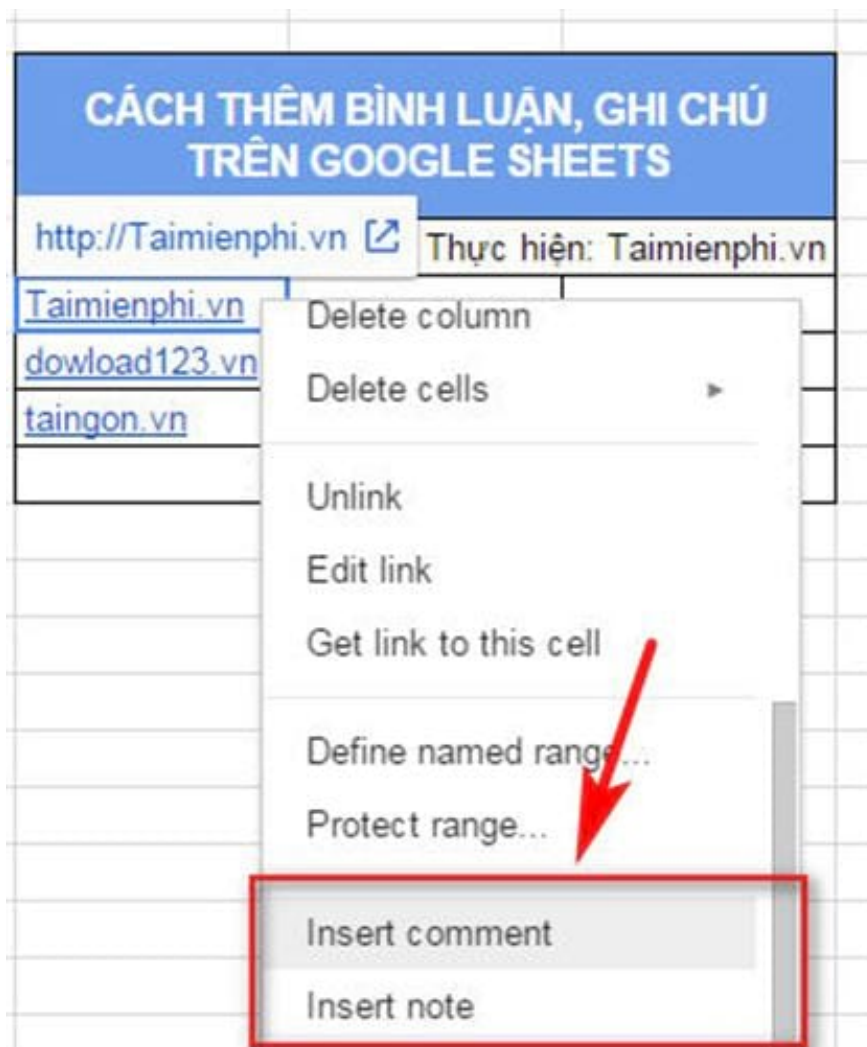 CÁCH THÊM BÌNH LUẬN, GHI CHÚ
TRÊN GOOGLE SHEETS
http://Taimienphi.vn Thực hiện: Taimienphi.vn
Taimienphi.vn
dowload123.vn
taingon.vn
Delete column
Delete cells
Unlink
Edit link
Get link to this cell
Define named range...
Protect range...
Insert comment
Insert note